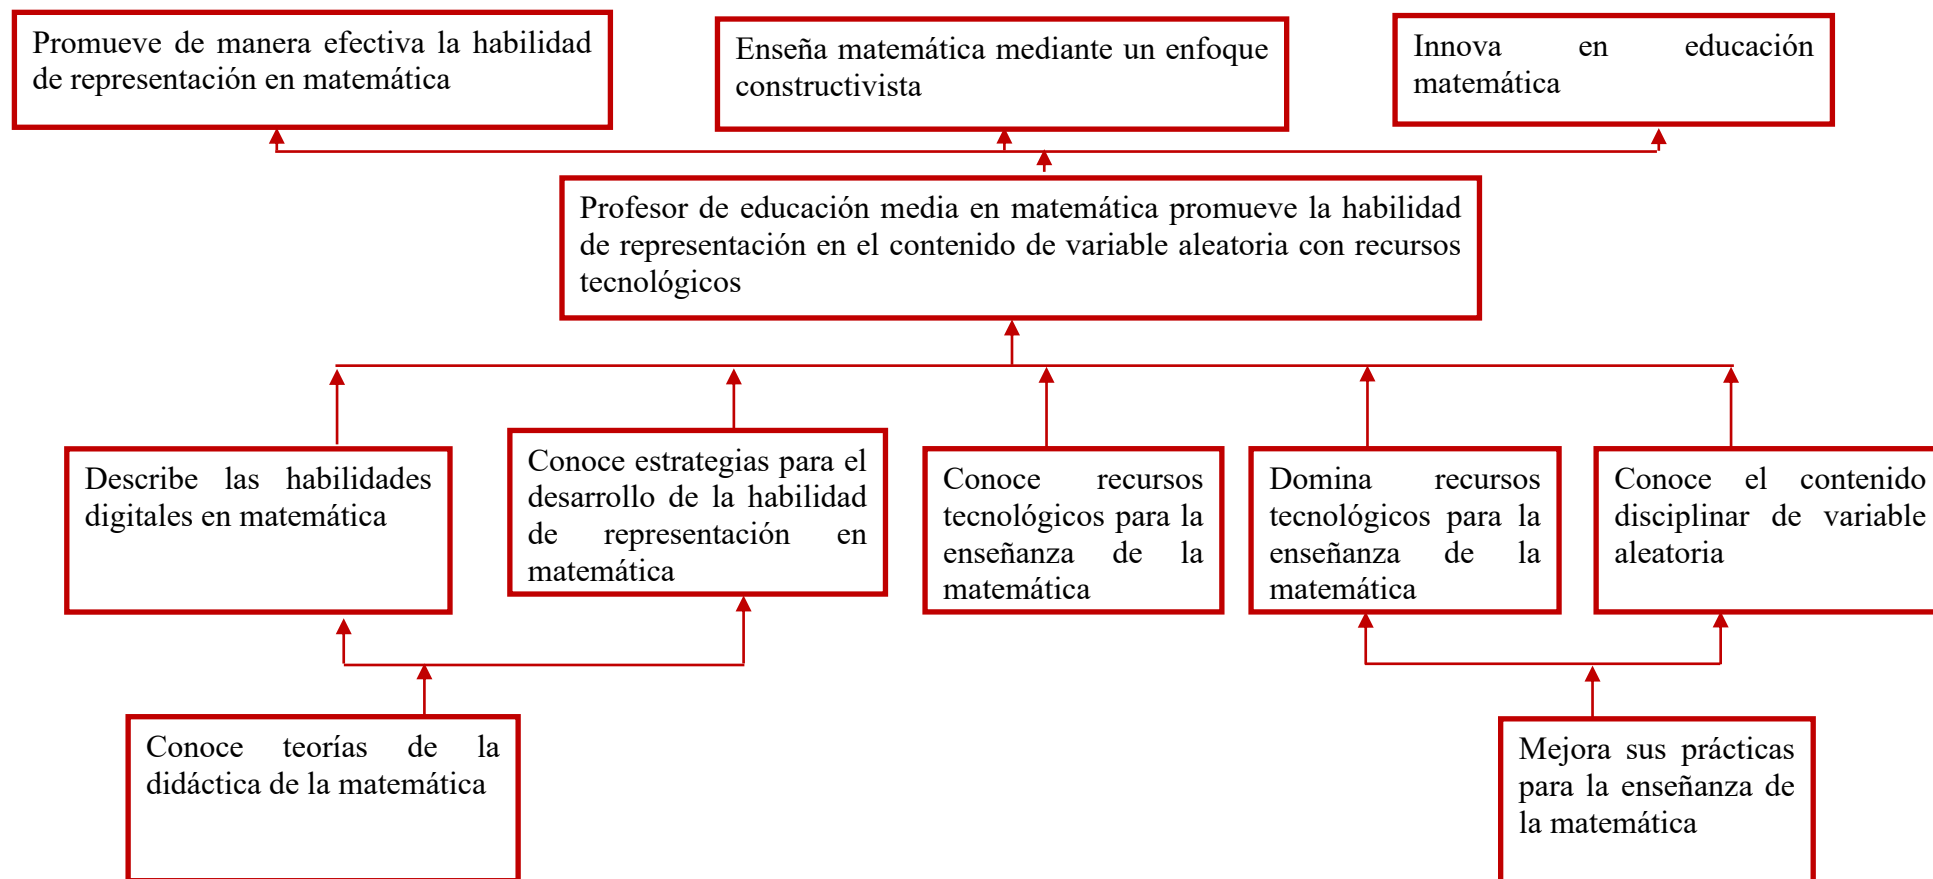 Promueve de manera efectiva la habilidad
de representación en matemática
Enseña matemática mediante un enfoque
constructivista
Innova en educación
matemática
Profesor de educación media en matemática promueve la habilidad
de representación en el contenido de variable aleatoria con recursos
tecnológicos
Describe las habilidades
digitales en matemática
Conoce estrategias para el
desarrollo de la habilidad
de representación en
matemática
Conoce recursos
tecnológicos para la
enseñanza de la
matemática
Domina recursos
tecnológicos para la
enseñanza de la
matemática
Conoce el contenido
disciplinar de variable
aleatoria
Conoce teorías de la
didáctica de la matemática
Mejora sus prácticas
para la enseñanza de
la matemática